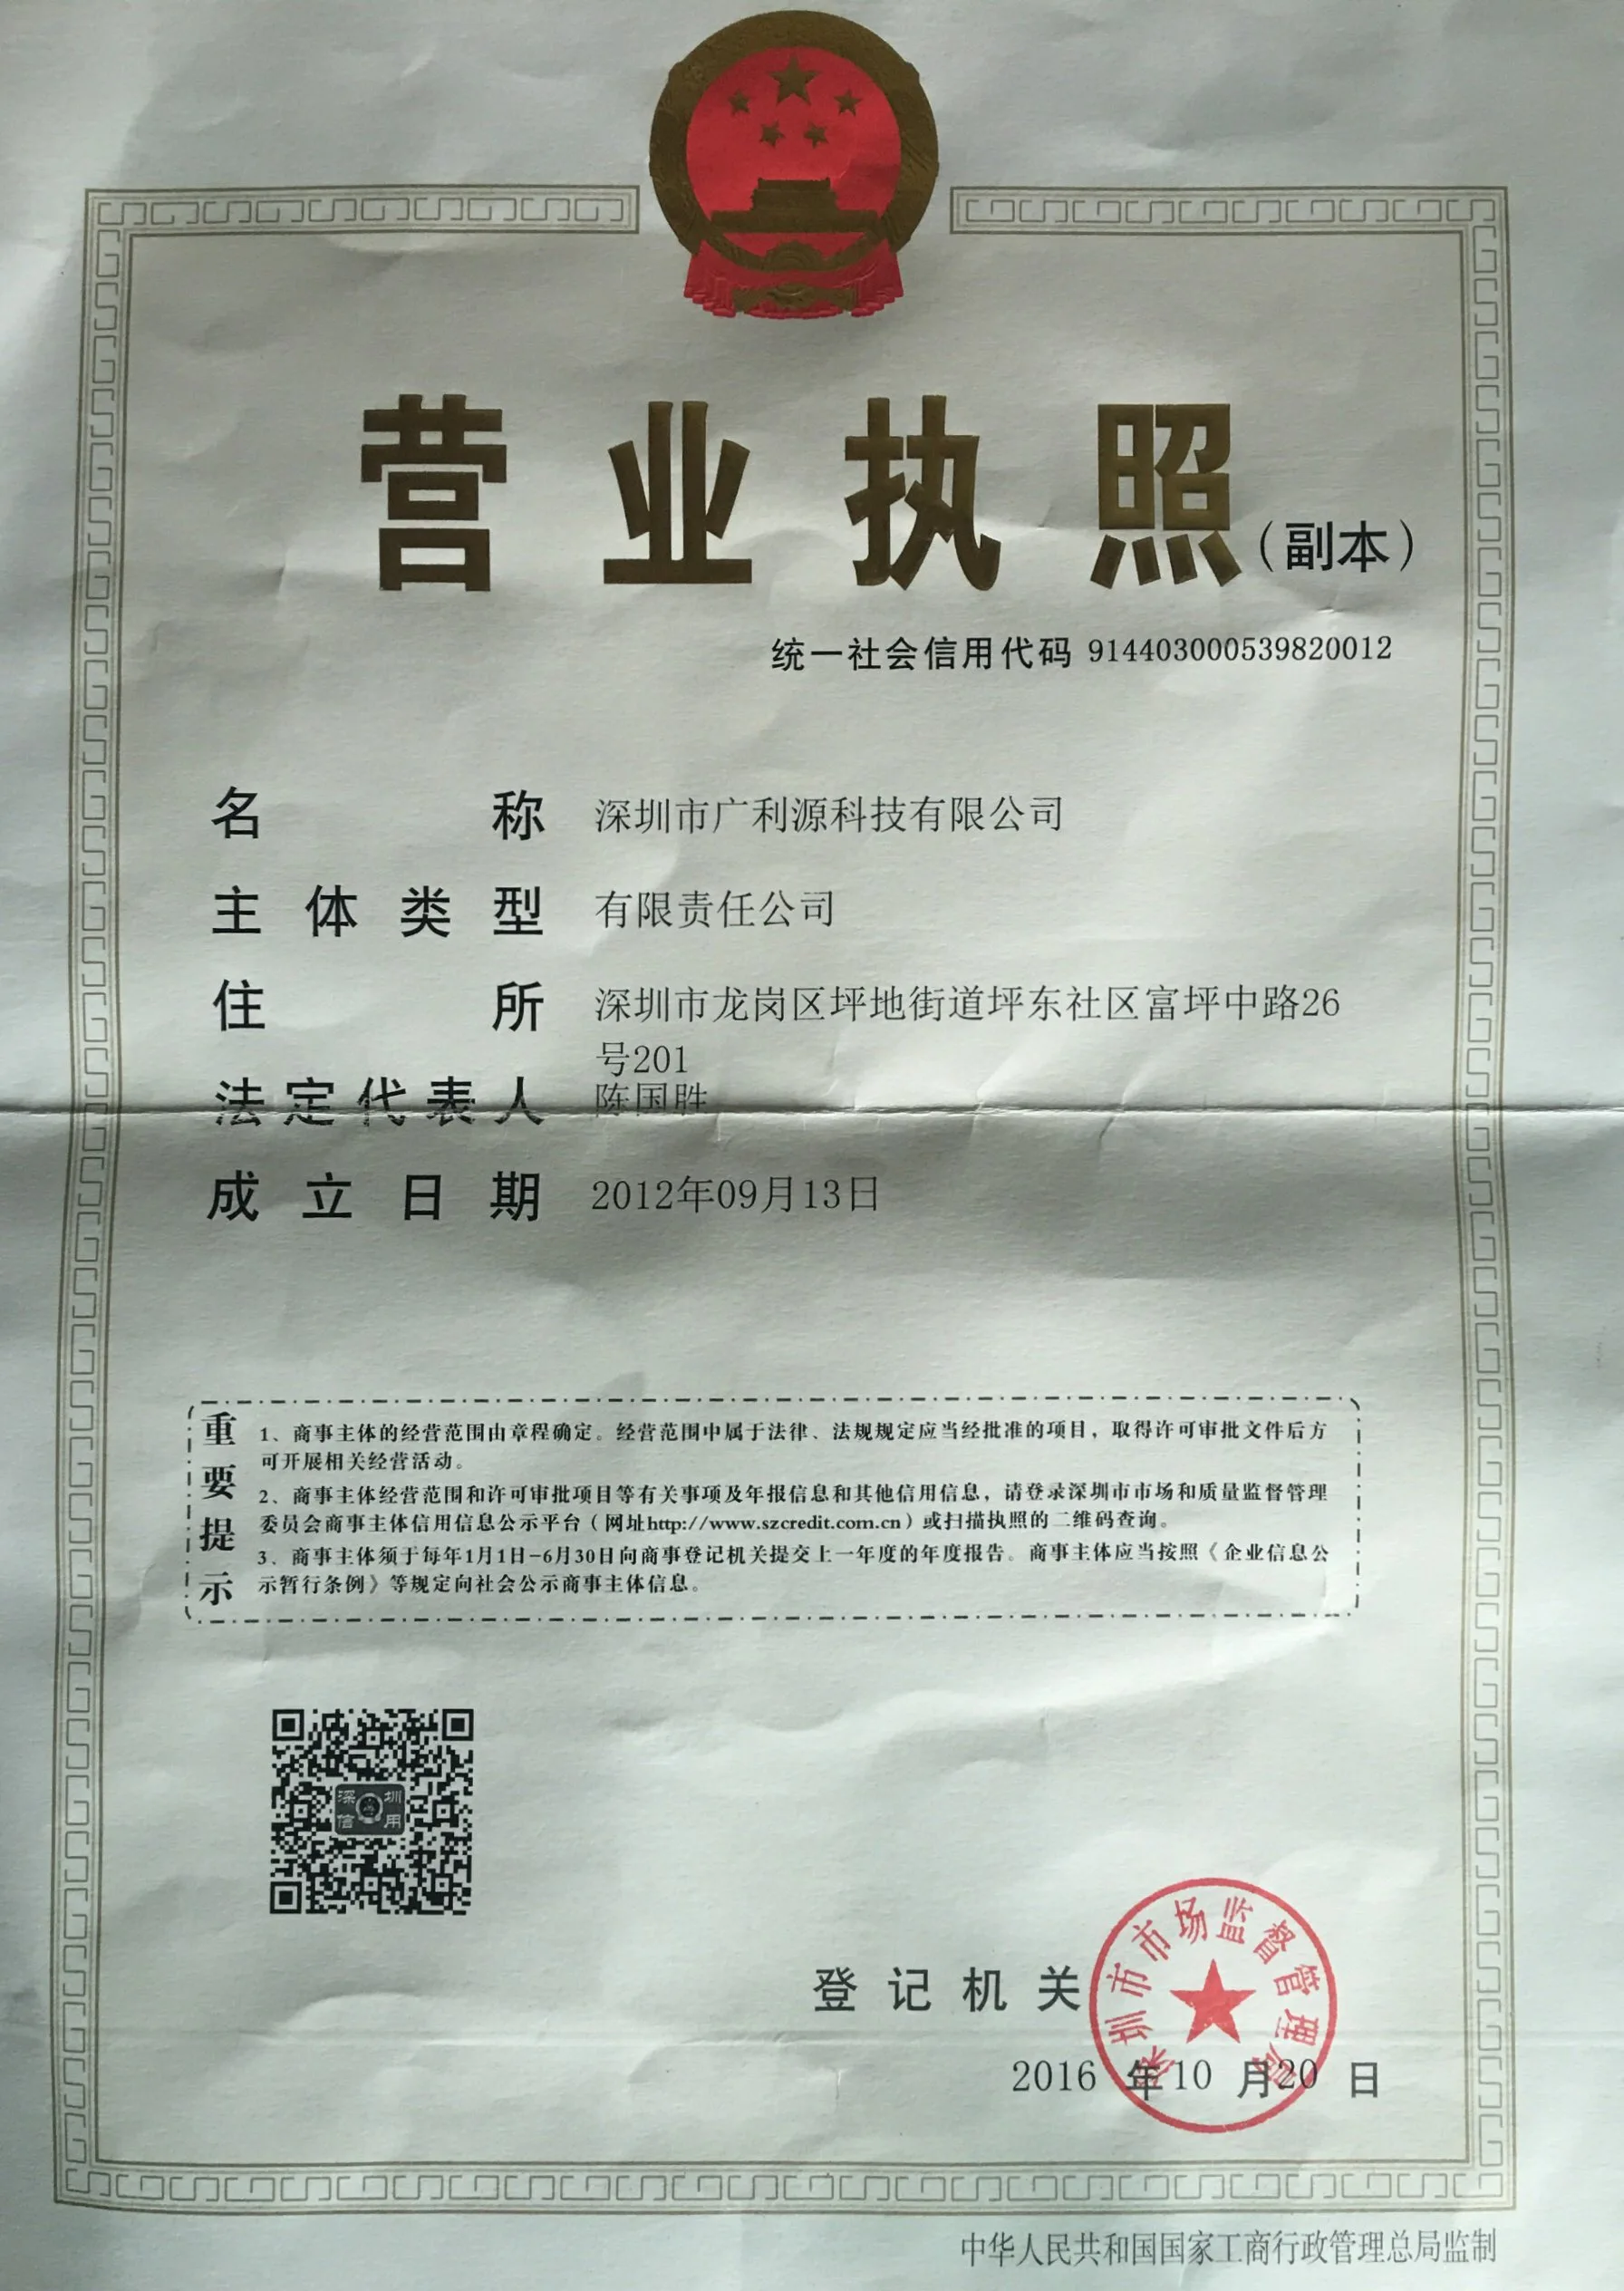 营业执照(副本)
统一社会信用代码 914403000539820012
名称 深圳市广利源科技有限公司
主体类型 有限责任公司
住所 深圳市龙岗区坪地街道坪东社区富坪中路26
号201
法定代表人 陈国胜
成立日期 2012年09月13日
重要提示
1、商事主体的经营范围由章程确定。经营范围中属于法律、法规规定应当经批准的项目，取得许可审批文件后方
可开展相关经营活动。
2、商事主体经营范围和许可审批项目等有关事项及年报信息和其他信用信息，请登录深圳市市场和质量监督管理
委员会商事主体信用信息公示平台（网址http://www.szcredit.com.cn）或扫描执照的二维码查询。
3、商事主体须于每年1月1日-6月30日向商事登记机关提交上一年度的年度报告。商事主体应当按照《企业信息公
示暂行条例》等规定向社会公示商事主体信息。
深圳
信用
登记机关
深圳市市场监督管理局
2016 年10 月20 日
中华人民共和国国家工商行政管理总局监制